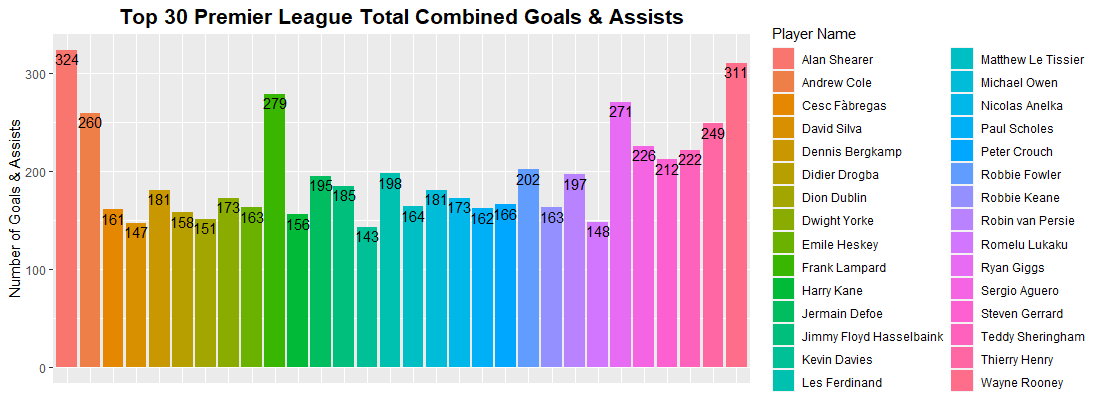 Top 30 Premier League Total Combined Goals & Assists
Number of Goals & Assists
300
200
100
0
324
260
161
147
181
158
151
173
163
279
156
195
185
143
198
164
181
173
162
166
202
163
197
148
271
226
212
222
249
311
Player Name
Alan Shearer
Andrew Cole
Cesc Fàbregas
David Silva
Dennis Bergkamp
Didier Drogba
Dion Dublin
Dwight Yorke
Emile Heskey
Frank Lampard
Harry Kane
Jermain Defoe
Jimmy Floyd Hasselbaink
Kevin Davies
Les Ferdinand
Matthew Le Tissier
Michael Owen
Nicolas Anelka
Paul Scholes
Peter Crouch
Robbie Fowler
Robbie Keane
Robin van Persie
Romelu Lukaku
Ryan Giggs
Sergio Aguero
Steven Gerrard
Teddy Sheringham
Thierry Henry
Wayne Rooney